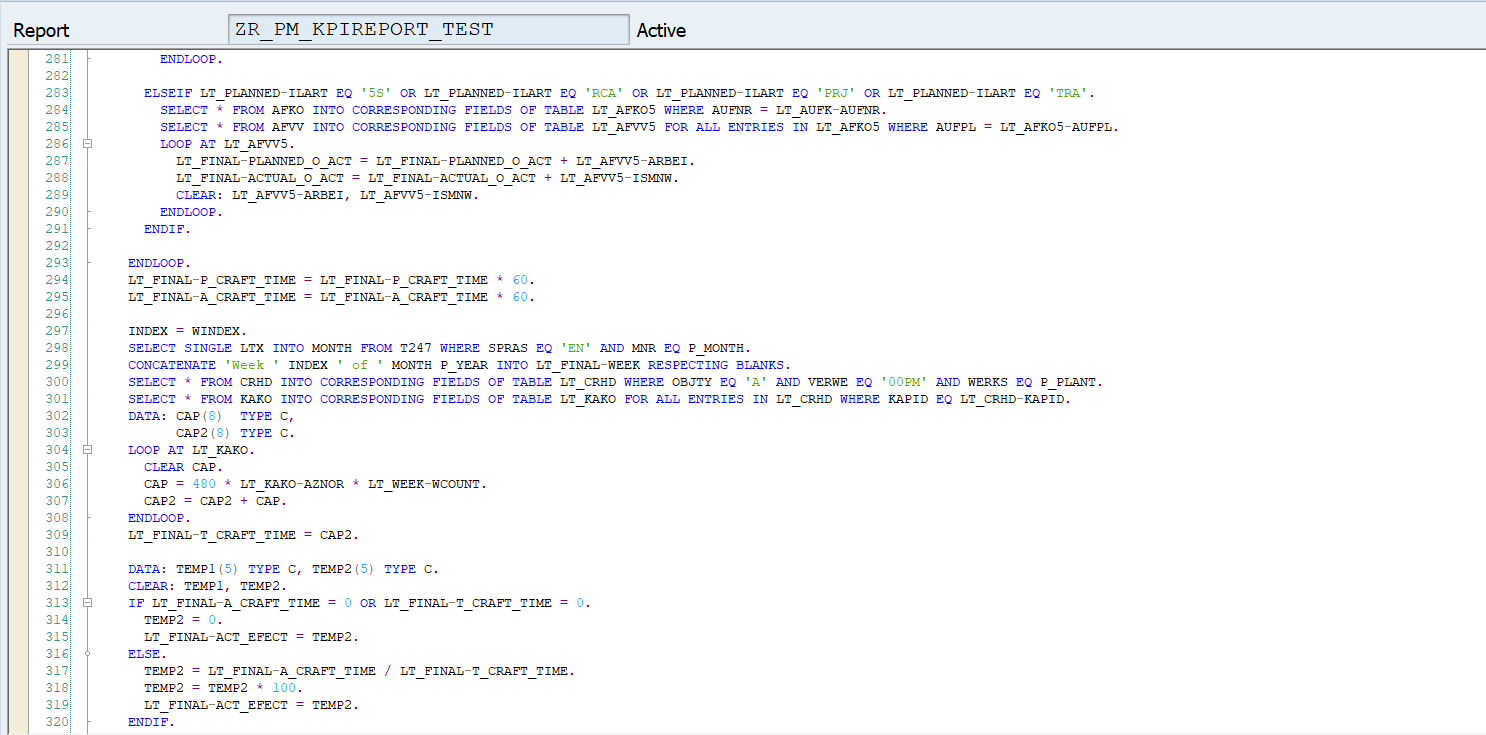 Report ZR_PM_KPIREPORT_TEST Active
281 ENDLOOP.
282
283 ELSEIF LT_PLANNED-ILART EQ '5S' OR LT_PLANNED-ILART EQ 'RCA' OR LT_PLANNED-ILART EQ 'PRJ' OR LT_PLANNED-ILART EQ 'TRA'.
284 SELECT * FROM AFKO INTO CORRESPONDING FIELDS OF TABLE LT_AFKO5 WHERE AUFNR = LT_AUFK-AUFNR.
285 SELECT * FROM AFVV INTO CORRESPONDING FIELDS OF TABLE LT_AFVV5 FOR ALL ENTRIES IN LT_AFKO5 WHERE AUFPL = LT_AFKO5-AUFPL.
286 LOOP AT LT_AFVV5.
287 LT_FINAL-PLANNED_O_ACT = LT_FINAL-PLANNED_O_ACT + LT_AFVV5-ARBEI.
288 LT_FINAL-ACTUAL_O_ACT = LT_FINAL-ACTUAL_O_ACT + LT_AFVV5-ISMNW.
289 CLEAR: LT_AFVV5-ARBEI, LT_AFVV5-ISMNW.
290 ENDLOOP.
291 ENDIF.
292
293 ENDLOOP.
294 LT_FINAL-P_CRAFT_TIME = LT_FINAL-P_CRAFT_TIME * 60.
295 LT_FINAL-A_CRAFT_TIME = LT_FINAL-A_CRAFT_TIME * 60.
296
297 INDEX = WINDEX.
298 SELECT SINGLE LTX INTO MONTH FROM T247 WHERE SPRAS EQ 'EN' AND MNR EQ P_MONTH.
299 CONCATENATE 'Week ' INDEX ' of ' MONTH P_YEAR INTO LT_FINAL-WEEK RESPECTING BLANKS.
300 SELECT * FROM CRHD INTO CORRESPONDING FIELDS OF TABLE LT_CRHD WHERE OBJTY EQ 'A' AND VERWE EQ '00PM' AND WERKS EQ P_PLANT.
301 SELECT * FROM KAKO INTO CORRESPONDING FIELDS OF TABLE LT_KAKO FOR ALL ENTRIES IN LT_CRHD WHERE KAPID EQ LT_CRHD-KAPID.
302 DATA: CAP(8) TYPE C,
303 CAP2(8) TYPE C.
304 LOOP AT LT_KAKO.
305 CLEAR CAP.
306 CAP = 480 * LT_KAKO-AZNOR * LT_WEEK-WCOUNT.
307 CAP2 = CAP2 + CAP.
308 ENDLOOP.
309 LT_FINAL-T_CRAFT_TIME = CAP2.
310
311 DATA: TEMP1(5) TYPE C, TEMP2(5) TYPE C.
312 CLEAR: TEMP1, TEMP2.
313 IF LT_FINAL-A_CRAFT_TIME = 0 OR LT_FINAL-T_CRAFT_TIME = 0.
314 TEMP2 = 0.
315 LT_FINAL-ACT_EFECT = TEMP2.
316 ELSE.
317 TEMP2 = LT_FINAL-A_CRAFT_TIME / LT_FINAL-T_CRAFT_TIME.
318 TEMP2 = TEMP2 * 100.
319 LT_FINAL-ACT_EFECT = TEMP2.
320 ENDIF.